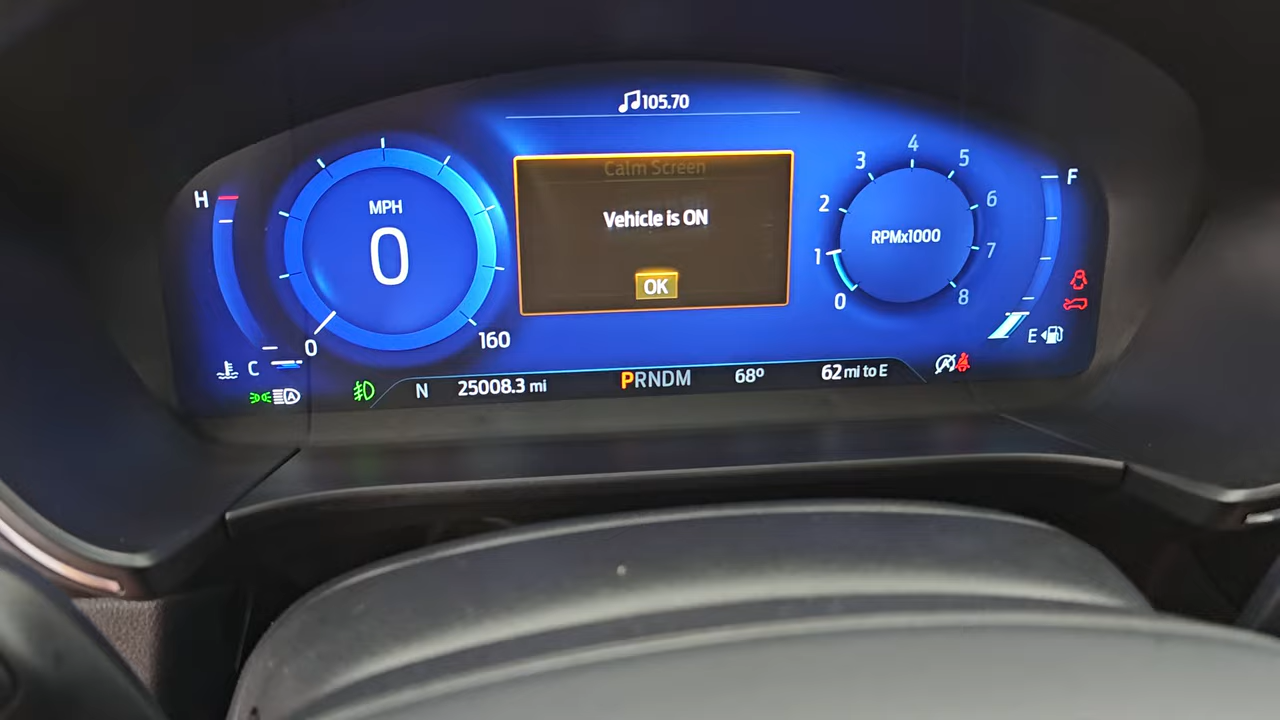 105.70
Calm Screen
Vehicle is ON
OK
H
C
MPH
0
0
160
RPMx1000
0
1
2
3
4
5
6
7
8
F
E
N 25008.3 mi PRNDM 68º 62 mi to E